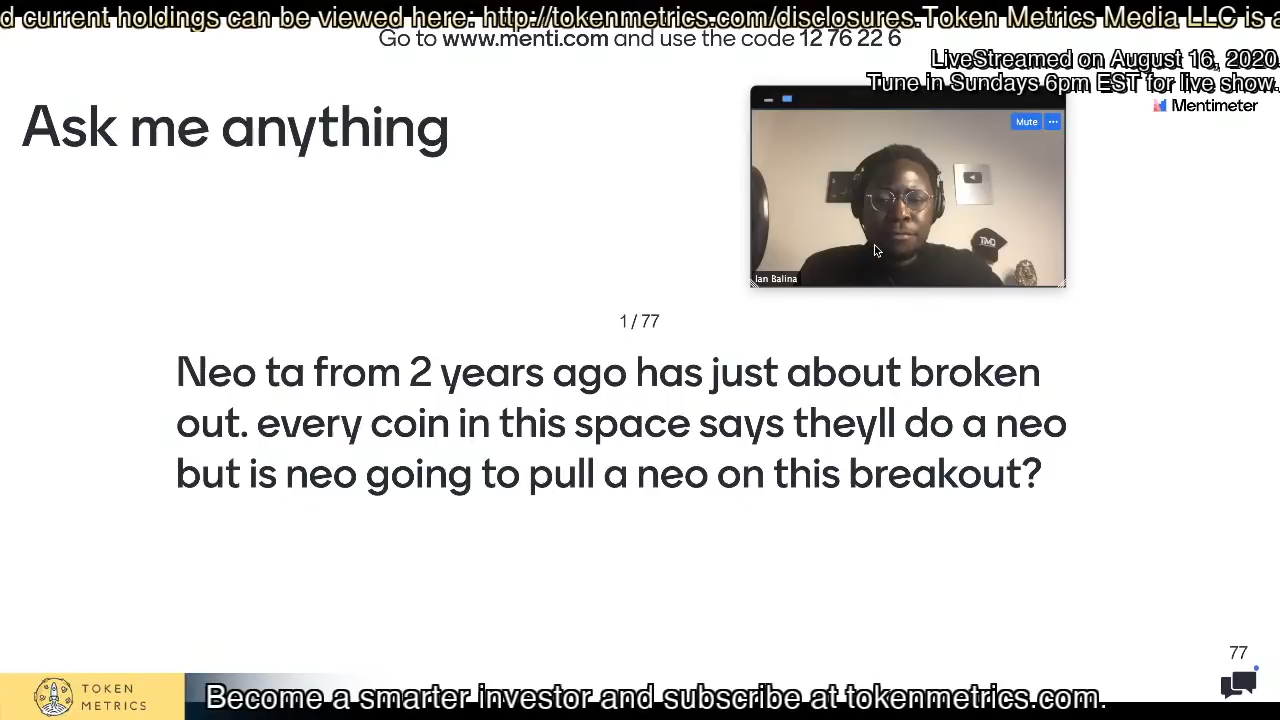 d current holdings can be viewed here: http://tokenmetrics.com/disclosures.Token Metrics Media LLC is a
Go to www.menti.com and use the code 12 76 22 6
LiveStreamed on August 16, 2020.
Tune in Sundays 6pm EST for live show.
Mentimeter
Ask me anything
Mute
TMO
Ian Balina
1 / 77
Neo ta from 2 years ago has just about broken
out. every coin in this space says theyll do a neo
but is neo going to pull a neo on this breakout?
77
TOKEN
METRICS
Become a smarter investor and subscribe at tokenmetrics.com.